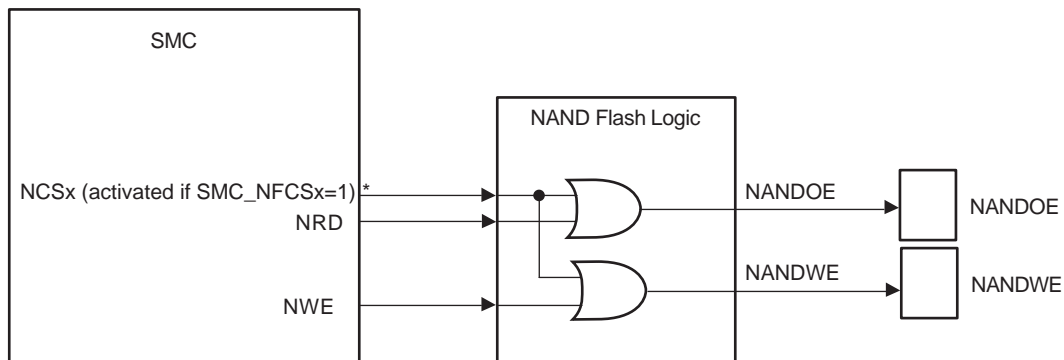 SMC
NAND Flash Logic
NCSx (activated if SMC_NFCSx=1) *
NANDOE
NANDOE
NRD
NANDWE
NANDWE
NWE